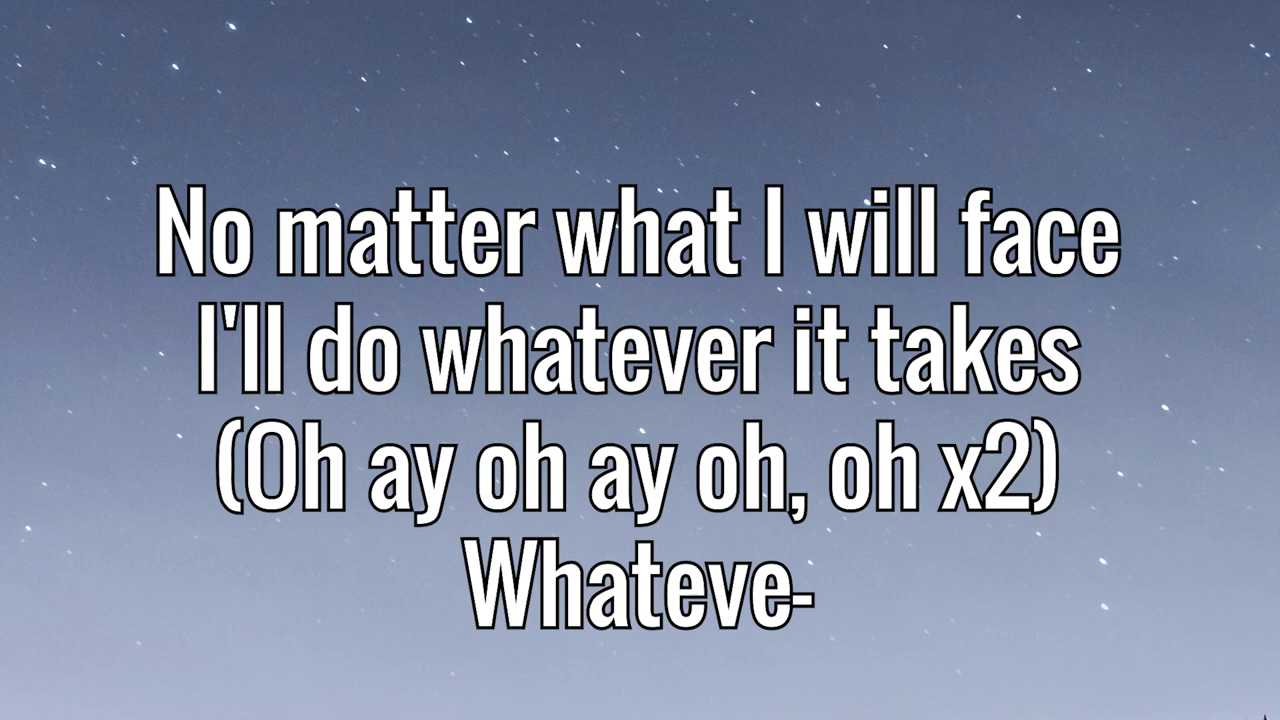 No matter what I will face
I'll do whatever it takes
(Oh ay oh ay oh, oh x2)
Whateve-